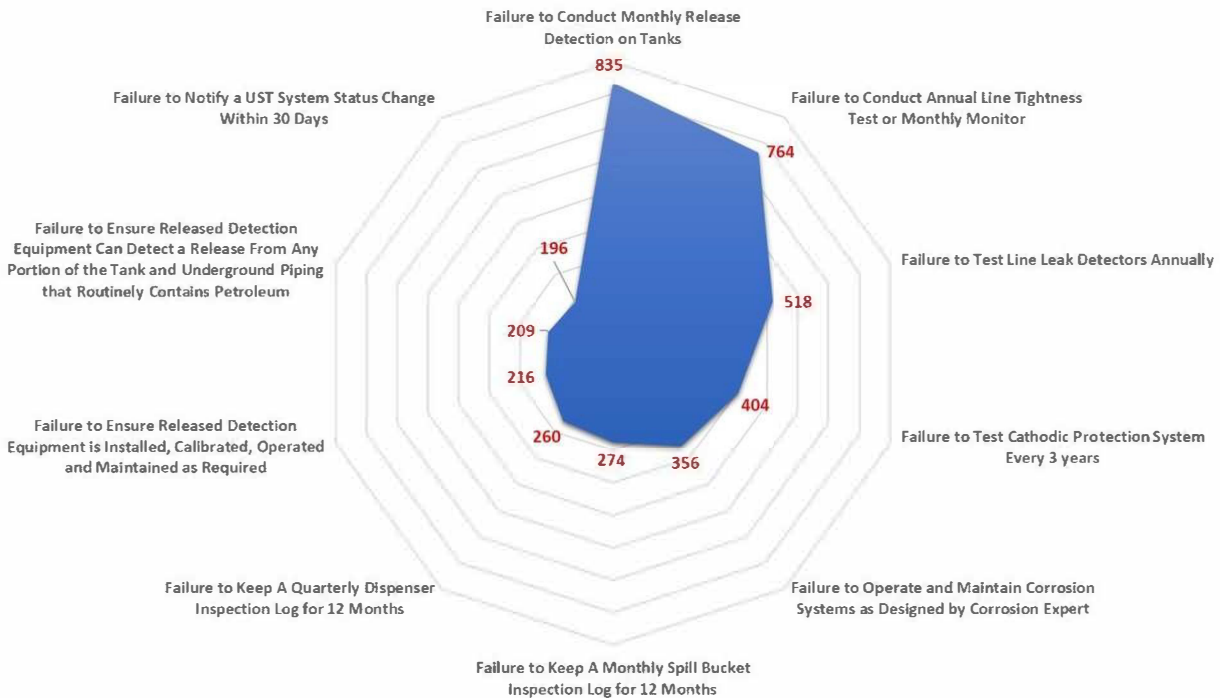 Failure to Conduct Monthly Release
Detection on Tanks
835
Failure to Notify a UST System Status Change
Within 30 Days
Failure to Conduct Annual Line Tightness
Test or Monthly Monitor
764
Failure to Ensure Released Detection
Equipment Can Detect a Release From Any
Portion of the Tank and Underground Piping
that Routinely Contains Petroleum
196
Failure to Test Line Leak Detectors Annually
518
209
216
404
Failure to Ensure Released Detection
Equipment is Installed, Calibrated, Operated
and Maintained as Required
260
274
356
Failure to Test Cathodic Protection System
Every 3 years
Failure to Keep A Quarterly Dispenser
Inspection Log for 12 Months
Failure to Operate and Maintain Corrosion
Systems as Designed by Corrosion Expert
Failure to Keep A Monthly Spill Bucket
Inspection Log for 12 Months